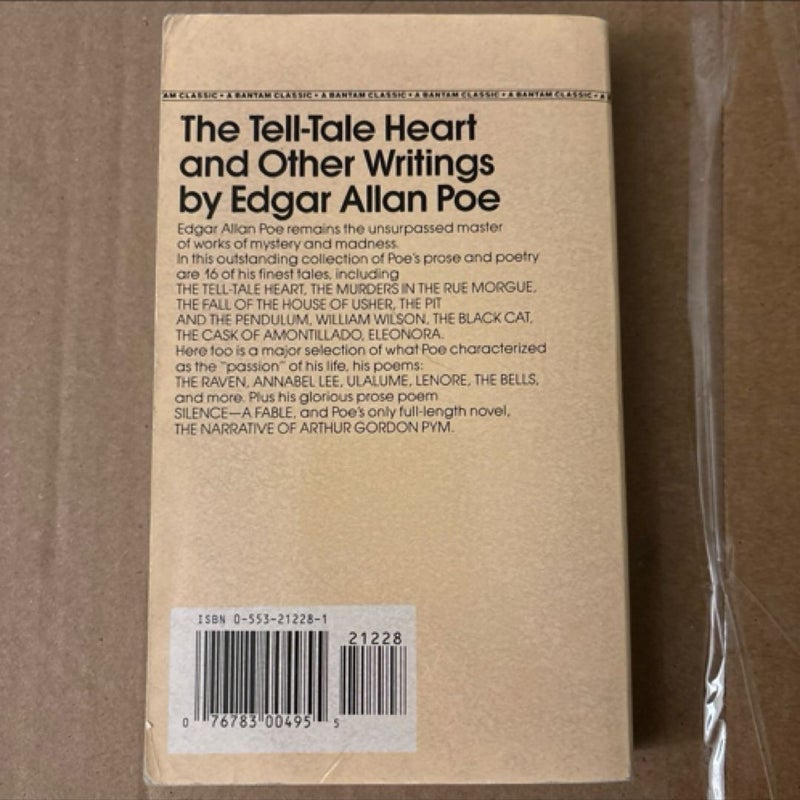 AM CLASSIC • A BANTAM CLASSIC • A BANTAM CLASSIC • A BANTAM CLASSIC • A BANTAM CLASSIC • A
The Tell-Tale Heart
and Other Writings
by Edgar Allan Poe
Edgar Allan Poe remains the unsurpassed master
of works of mystery and madness.
In this outstanding collection of Poe's prose and poetry
are 16 of his finest tales, including
THE TELL-TALE HEART, THE MURDERS IN THE RUE MORGUE,
THE FALL OF THE HOUSE OF USHER, THE PIT
AND THE PENDULUM, WILLIAM WILSON, THE BLACK CAT,
THE CASK OF AMONTILLADO, ELEONORA.
Here too is a major selection of what Poe characterized
as the "passion" of his life, his poems:
THE RAVEN, ANNABEL LEE, ULALUME, LENORE, THE BELLS,
and more. Plus his glorious prose poem
SILENCE—A FABLE, and Poe's only full-length novel,
THE NARRATIVE OF ARTHUR GORDON PYM.
ISBN 0-553-21228-1
21228
0 76783 00495 5